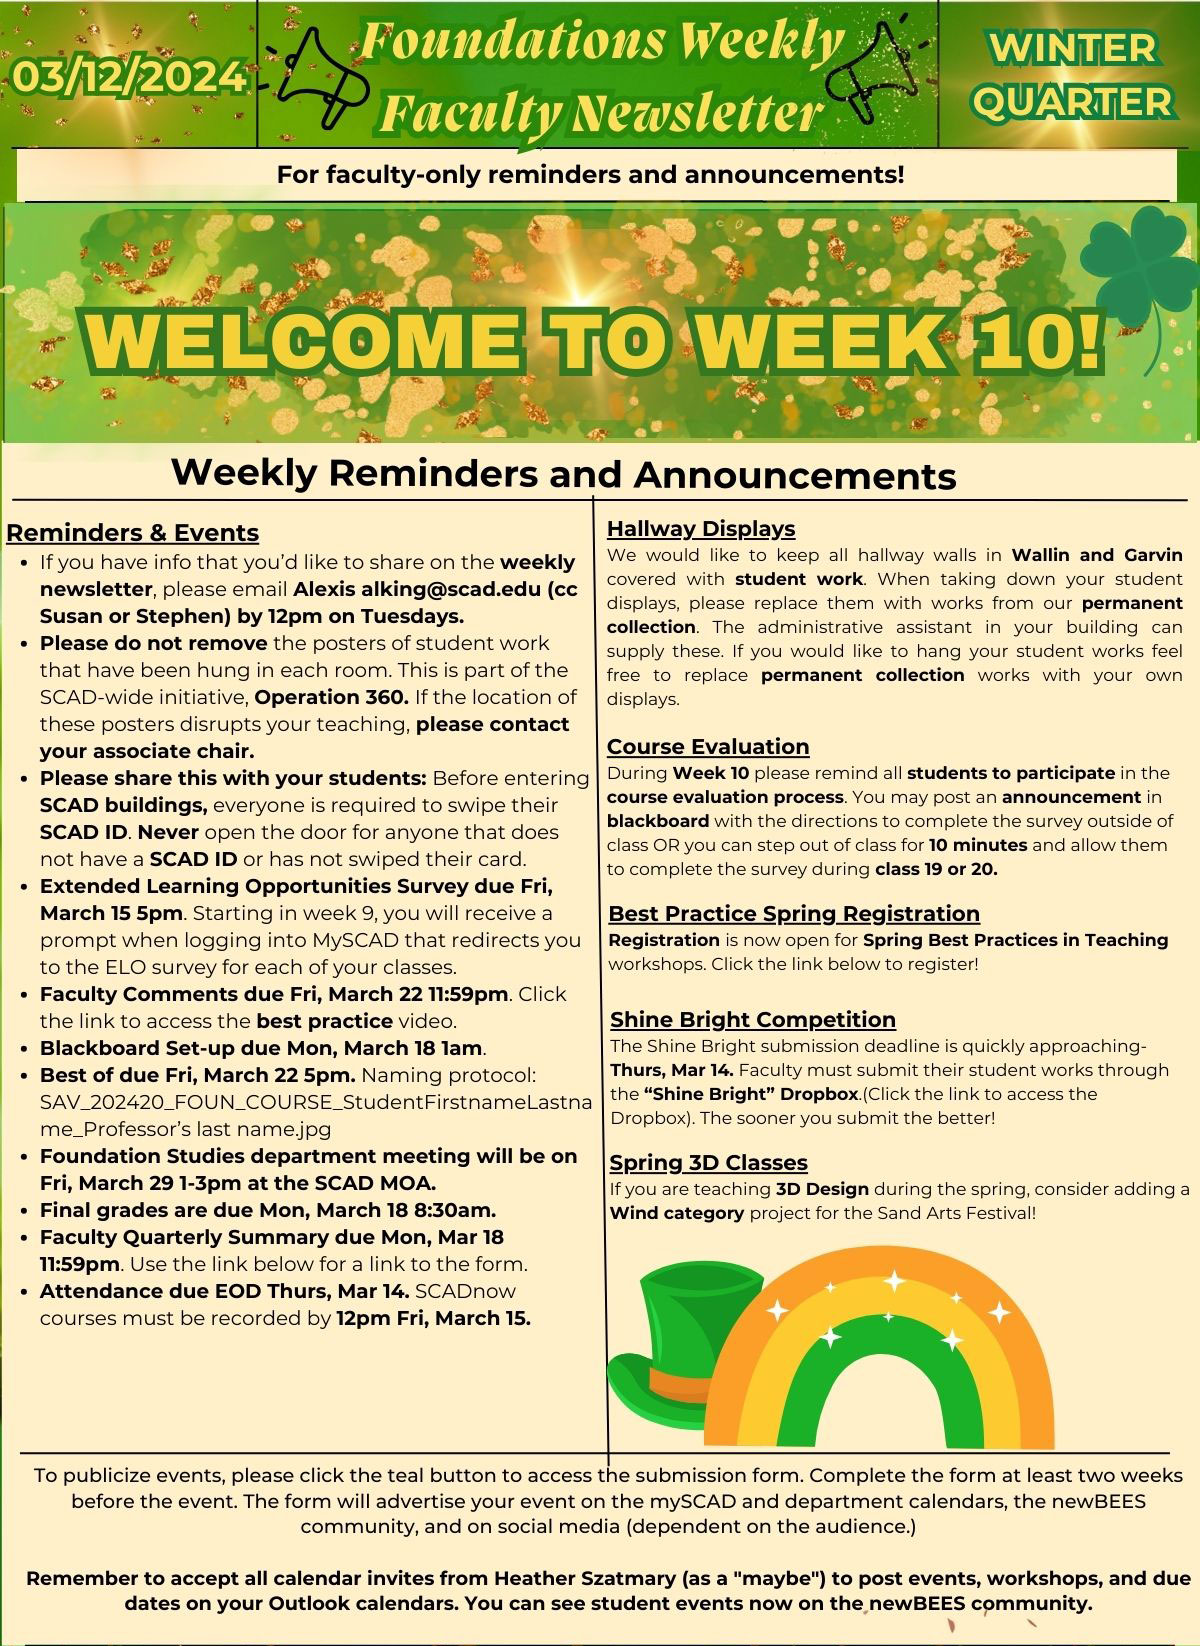 03/12/2024
Foundations Weekly
Faculty Newsletter
WINTER
QUARTER
For faculty-only reminders and announcements!
WELCOME TO WEEK 10!
Weekly Reminders and Announcements
Reminders & Events
• If you have info that you’d like to share on the weekly
newsletter, please email Alexis alking@scad.edu (cc
Susan or Stephen) by 12pm on Tuesdays.
• Please do not remove the posters of student work
that have been hung in each room. This is part of the
SCAD-wide initiative, Operation 360. If the location of
these posters disrupts your teaching, please contact
your associate chair.
• Please share this with your students: Before entering
SCAD buildings, everyone is required to swipe their
SCAD ID. Never open the door for anyone that does
not have a SCAD ID or has not swiped their card.
• Extended Learning Opportunities Survey due Fri,
March 15 5pm. Starting in week 9, you will receive a
prompt when logging into MySCAD that redirects you
to the ELO survey for each of your classes.
• Faculty Comments due Fri, March 22 11:59pm. Click
the link to access the best practice video.
• Blackboard Set-up due Mon, March 18 1am.
• Best of due Fri, March 22 5pm. Naming protocol:
SAV_202420_FOUN_COURSE_StudentFirstnameLastna
me_Professor’s last name.jpg
• Foundation Studies department meeting will be on
Fri, March 29 1-3pm at the SCAD MOA.
• Final grades are due Mon, March 18 8:30am.
• Faculty Quarterly Summary due Mon, Mar 18
11:59pm. Use the link below for a link to the form.
• Attendance due EOD Thurs, Mar 14. SCADnow
courses must be recorded by 12pm Fri, March 15.
Hallway Displays
We would like to keep all hallway walls in Wallin and Garvin
covered with student work. When taking down your student
displays, please replace them with works from our permanent
collection. The administrative assistant in your building can
supply these. If you would like to hang your student works feel
free to replace permanent collection works with your own
displays.
Course Evaluation
During Week 10 please remind all students to participate in the
course evaluation process. You may post an announcement in
blackboard with the directions to complete the survey outside of
class OR you can step out of class for 10 minutes and allow them
to complete the survey during class 19 or 20.
Best Practice Spring Registration
Registration is now open for Spring Best Practices in Teaching
workshops. Click the link below to register!
Shine Bright Competition
The Shine Bright submission deadline is quickly approaching-
Thurs, Mar 14. Faculty must submit their student works through
the “Shine Bright” Dropbox.(Click the link to access the
Dropbox). The sooner you submit the better!
Spring 3D Classes
If you are teaching 3D Design during the spring, consider adding a
Wind category project for the Sand Arts Festival!
To publicize events, please click the teal button to access the submission form. Complete the form at least two weeks
before the event. The form will advertise your event on the mySCAD and department calendars, the newBEES
community, and on social media (dependent on the audience.)
Remember to accept all calendar invites from Heather Szatmary (as a "maybe") to post events, workshops, and due
dates on your Outlook calendars. You can see student events now on the newBEES community.